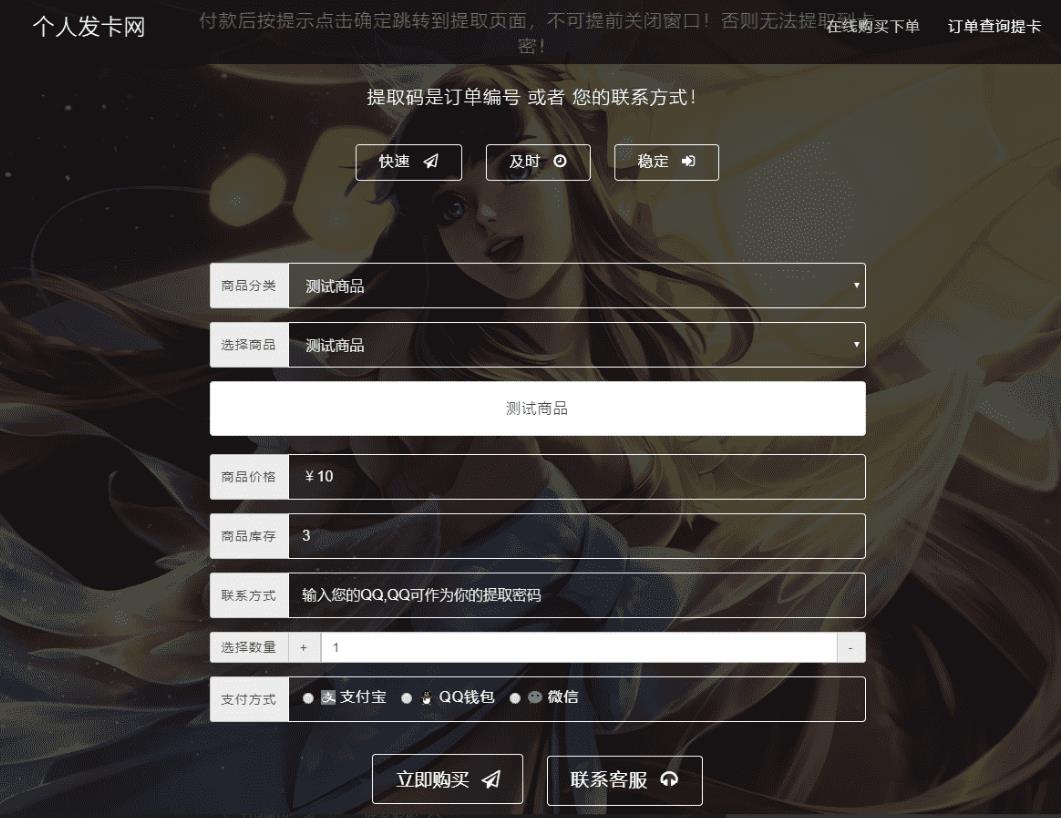 个人发卡网
付款后按提示点击确定跳转到提取页面，不可提前关闭窗口！否则无法提取到卡
密！
在线购买下单 订单查询提卡
提取码是订单编号 或者 您的联系方式！
快速 及时 稳定
商品分类 测试商品
选择商品 测试商品
测试商品
商品价格 ￥10
商品库存 3
联系方式 输入您的QQ,QQ可作为你的提取密码
选择数量 + 1 -
支付方式 支付宝 QQ钱包 微信
立即购买 联系客服